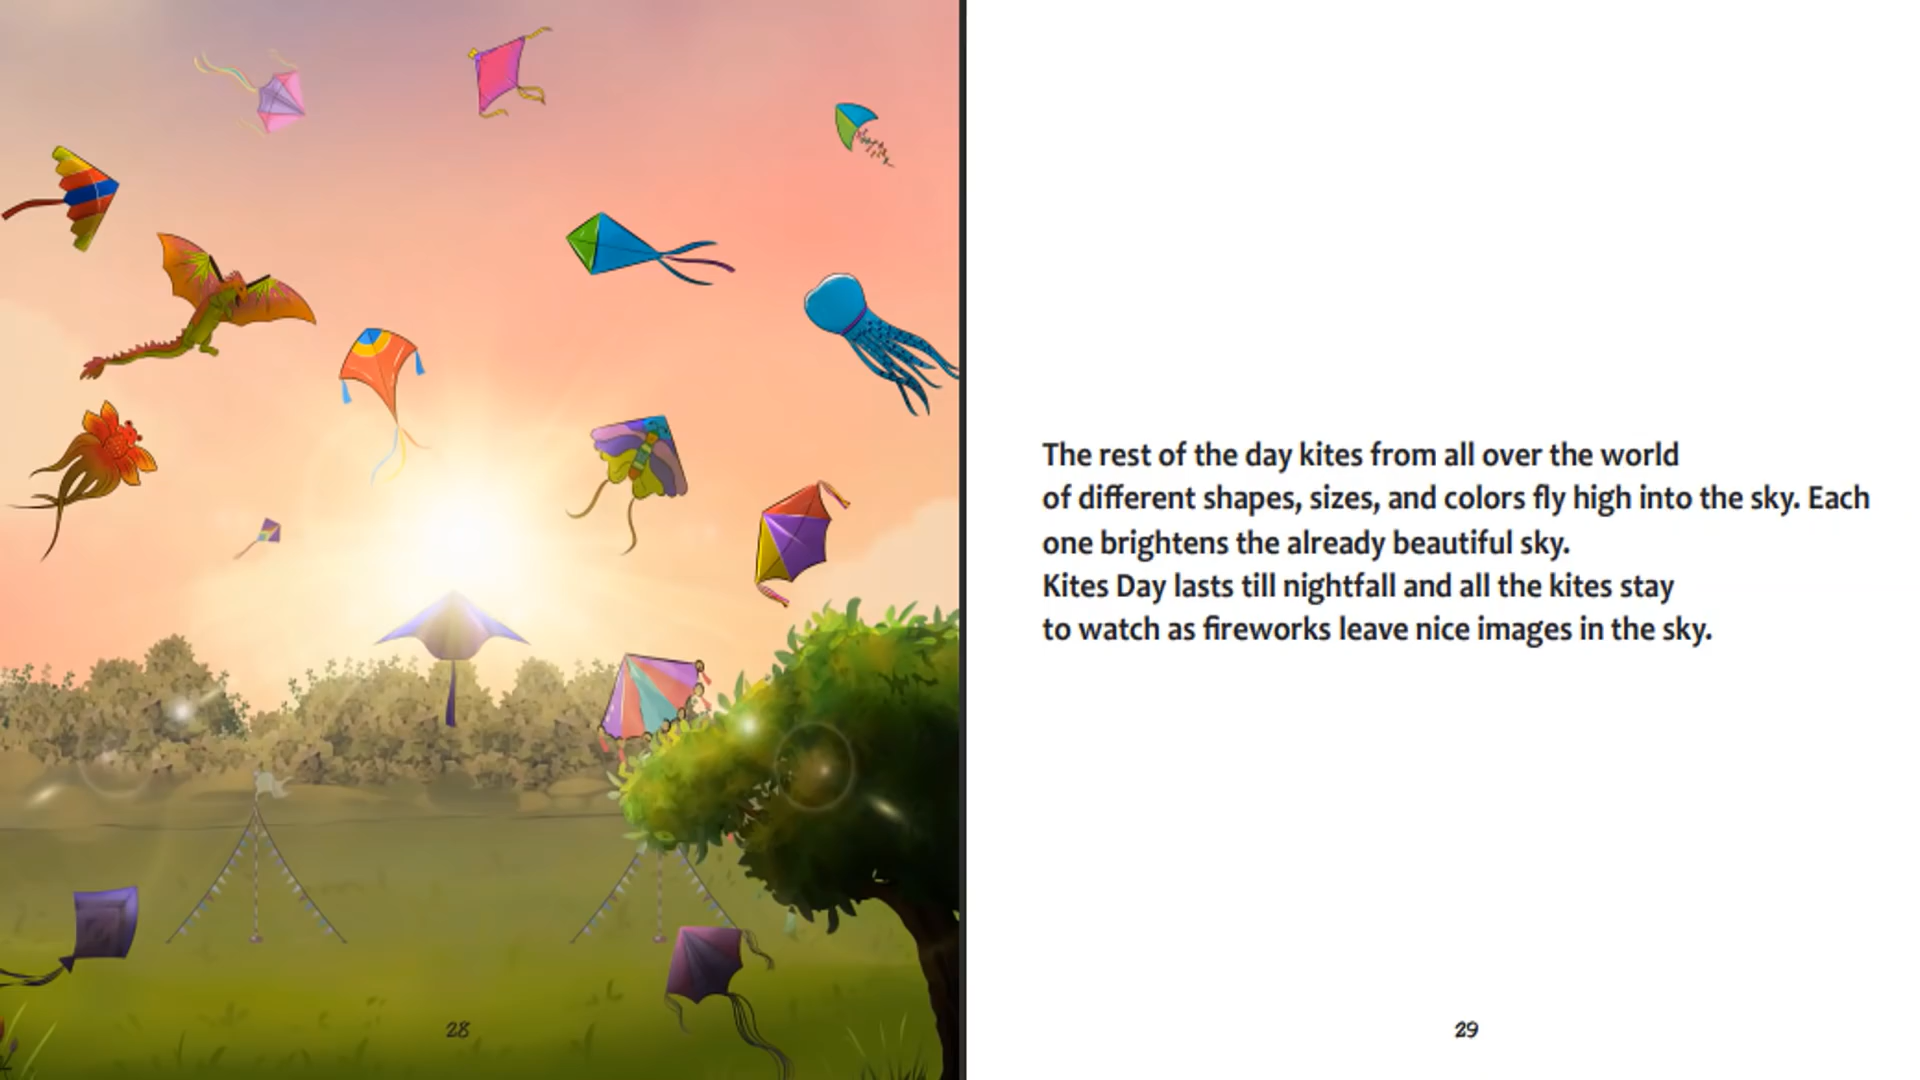 28
The rest of the day kites from all over the world
of different shapes, sizes, and colors fly high into the sky. Each
one brightens the already beautiful sky.
Kites Day lasts till nightfall and all the kites stay
to watch as fireworks leave nice images in the sky.
29